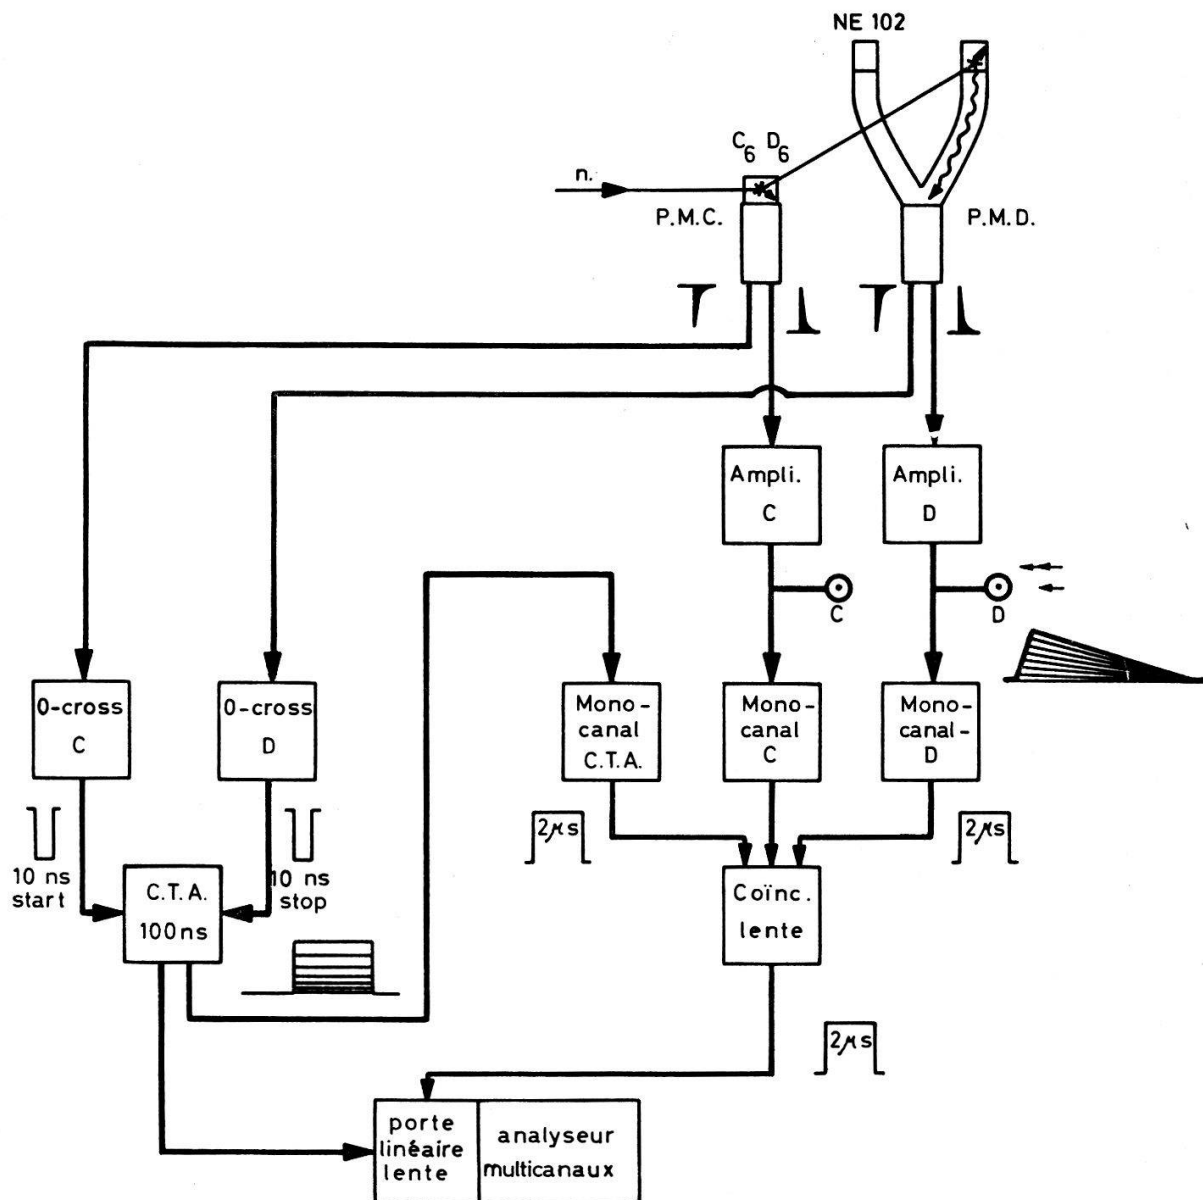 NE 102
C6 D6
n.
P.M.C.
P.M.D.
Ampli.
C
Ampli.
D
C
D
0-cross
C
0-cross
D
Mono-
canal
C.T.A.
Mono-
canal
C
Mono-
canal-
D
2μs
2μs
10 ns
start
10 ns
stop
C.T.A.
100ns
Coïnc.
lente
2μs
porte
linéaire
lente
analyseur
multicanaux